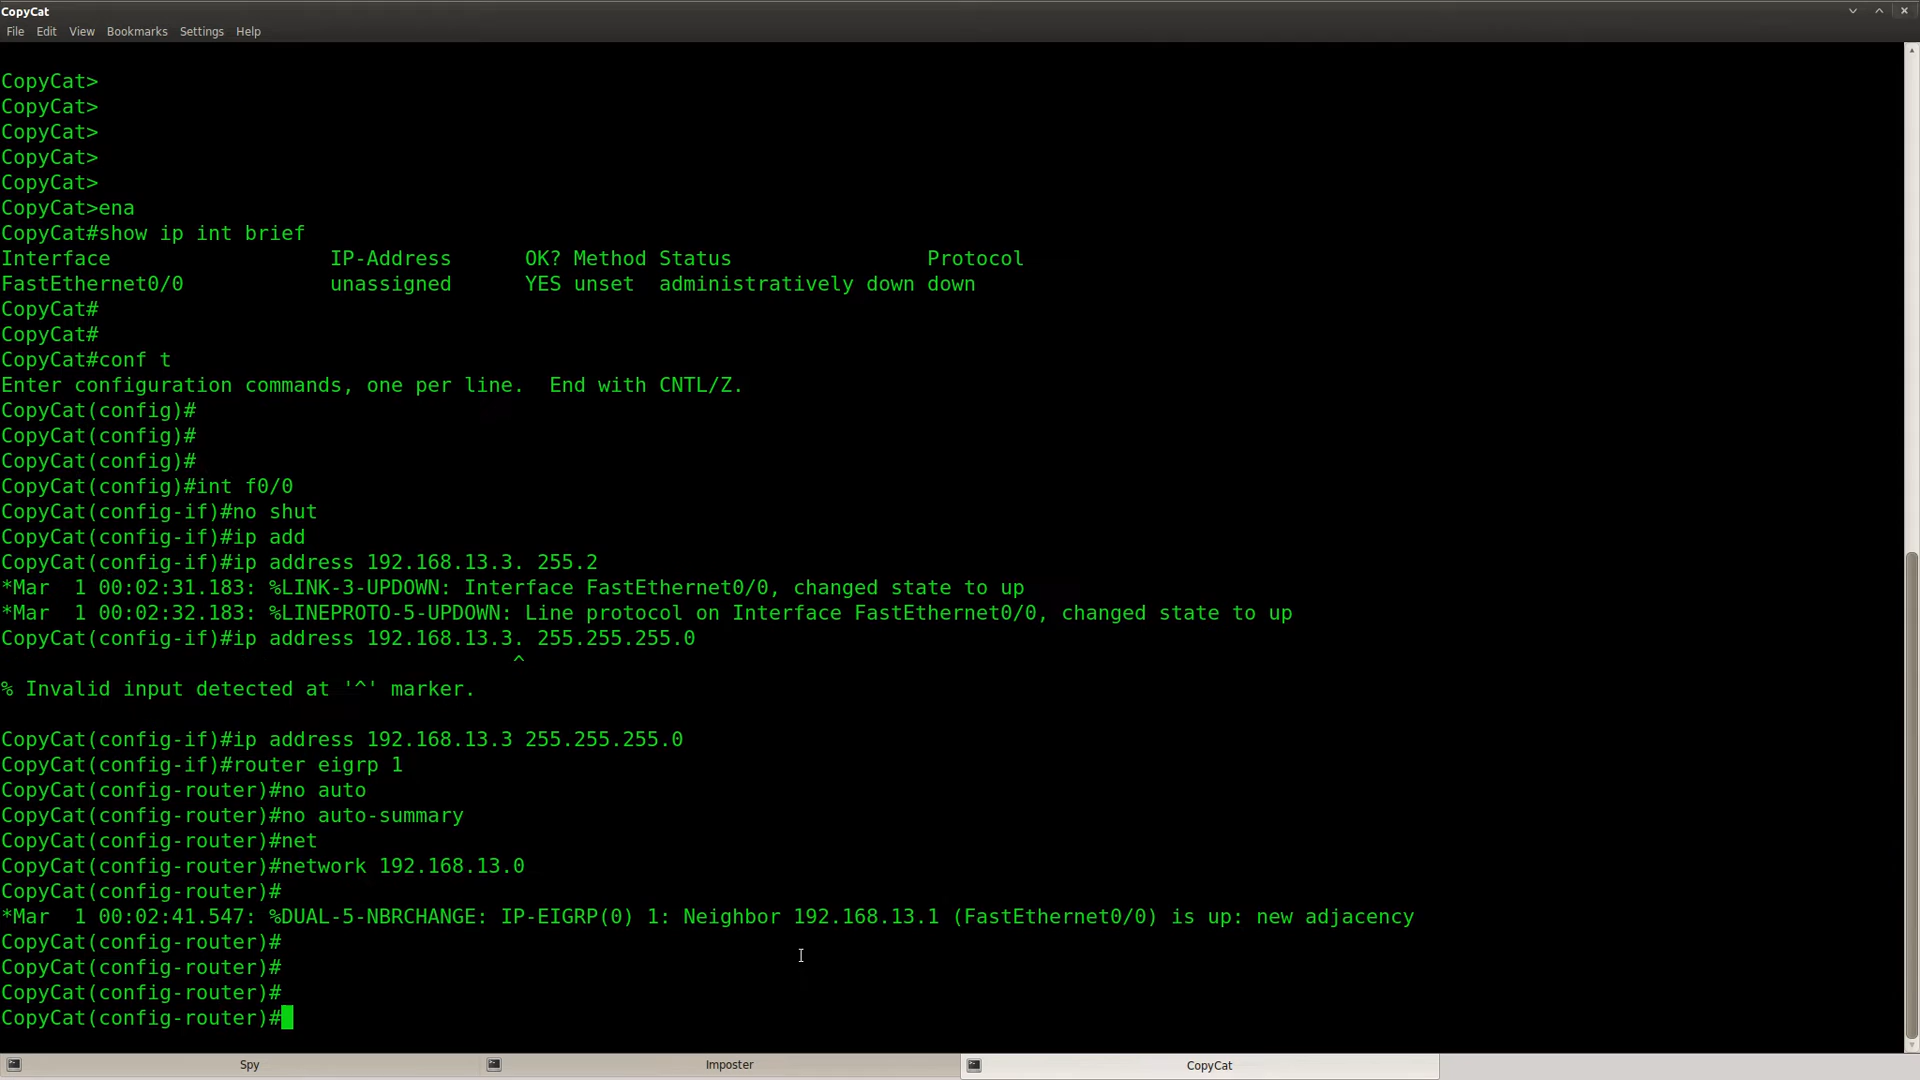 CopyCat
File Edit View Bookmarks Settings Help
CopyCat>
CopyCat>
CopyCat>
CopyCat>
CopyCat>
CopyCat>ena
CopyCat#show ip int brief
Interface                  IP-Address      OK? Method Status                Protocol
FastEthernet0/0            unassigned      YES unset  administratively down down
CopyCat#
CopyCat#
CopyCat#conf t
Enter configuration commands, one per line.  End with CNTL/Z.
CopyCat(config)#
CopyCat(config)#
CopyCat(config)#
CopyCat(config)#int f0/0
CopyCat(config-if)#no shut
CopyCat(config-if)#ip add
CopyCat(config-if)#ip address 192.168.13.3. 255.2
*Mar  1 00:02:31.183: %LINK-3-UPDOWN: Interface FastEthernet0/0, changed state to up
*Mar  1 00:02:32.183: %LINEPROTO-5-UPDOWN: Line protocol on Interface FastEthernet0/0, changed state to up
CopyCat(config-if)#ip address 192.168.13.3. 255.255.255.0
                                          ^
% Invalid input detected at '^' marker.
CopyCat(config-if)#ip address 192.168.13.3 255.255.255.0
CopyCat(config-if)#router eigrp 1
CopyCat(config-router)#no auto
CopyCat(config-router)#no auto-summary
CopyCat(config-router)#net
CopyCat(config-router)#network 192.168.13.0
CopyCat(config-router)#
*Mar  1 00:02:41.547: %DUAL-5-NBRCHANGE: IP-EIGRP(0) 1: Neighbor 192.168.13.1 (FastEthernet0/0) is up: new adjacency
CopyCat(config-router)#
CopyCat(config-router)#
CopyCat(config-router)#
CopyCat(config-router)#
Spy Imposter CopyCat